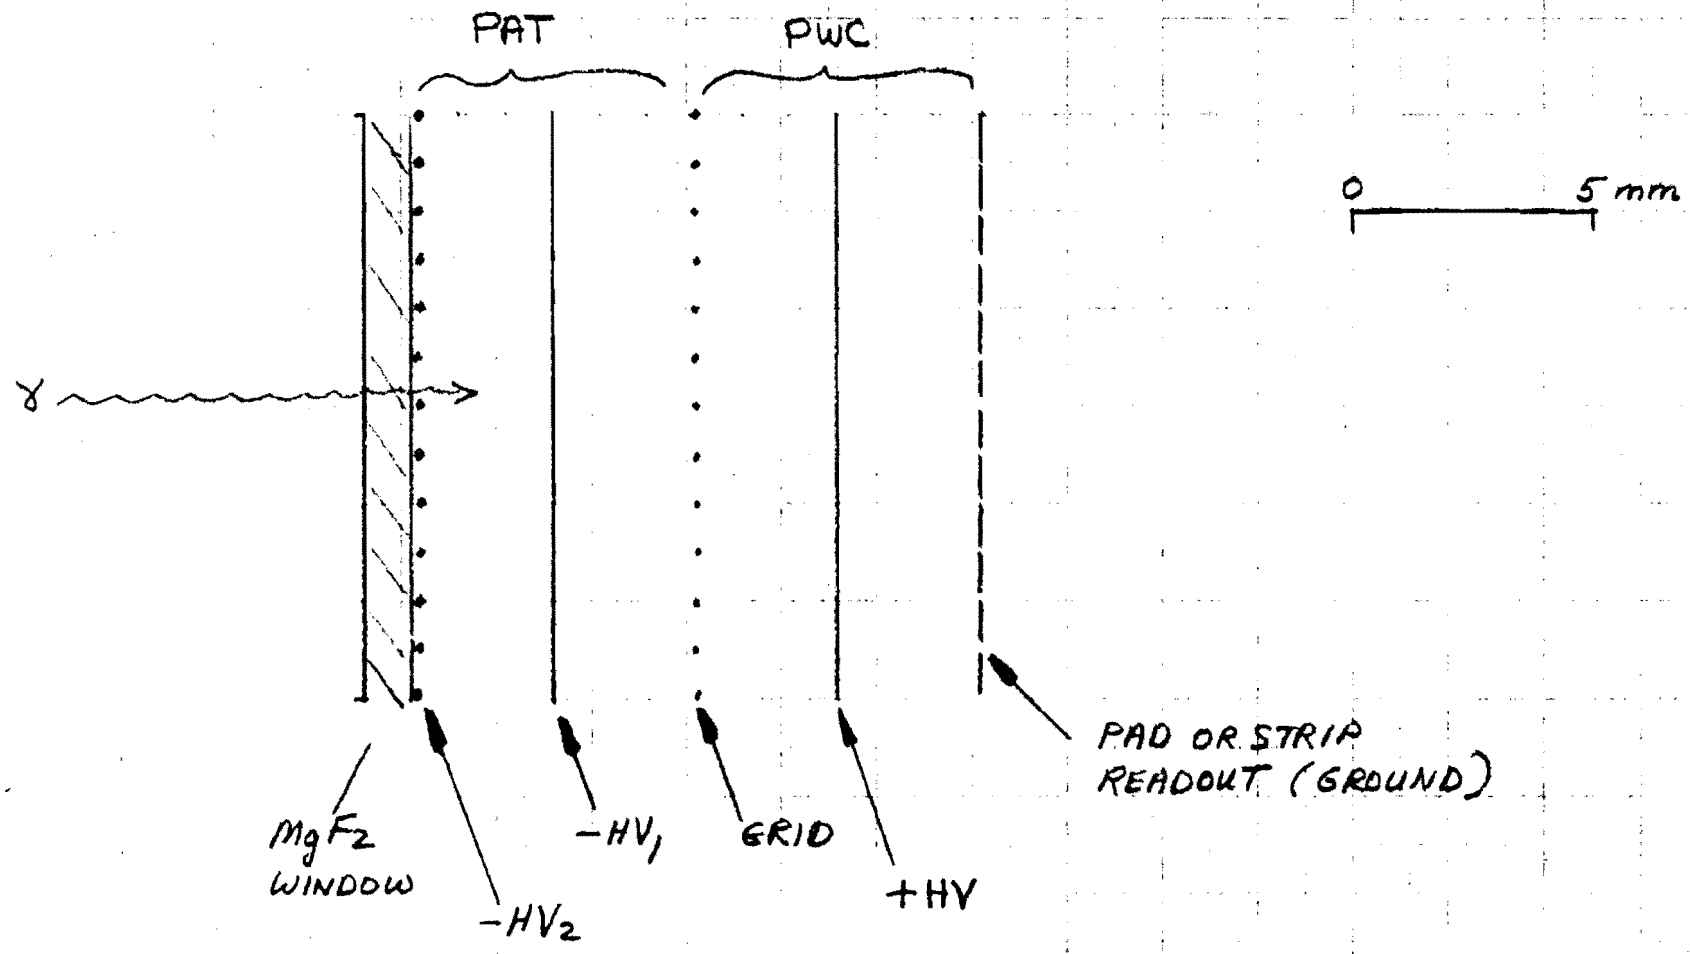 PAT
PWC
0 5 mm
γ
PAD OR STRIP
READOUT (GROUND)
MgF₂
WINDOW
-HV₁
GRID
+HV
-HV₂